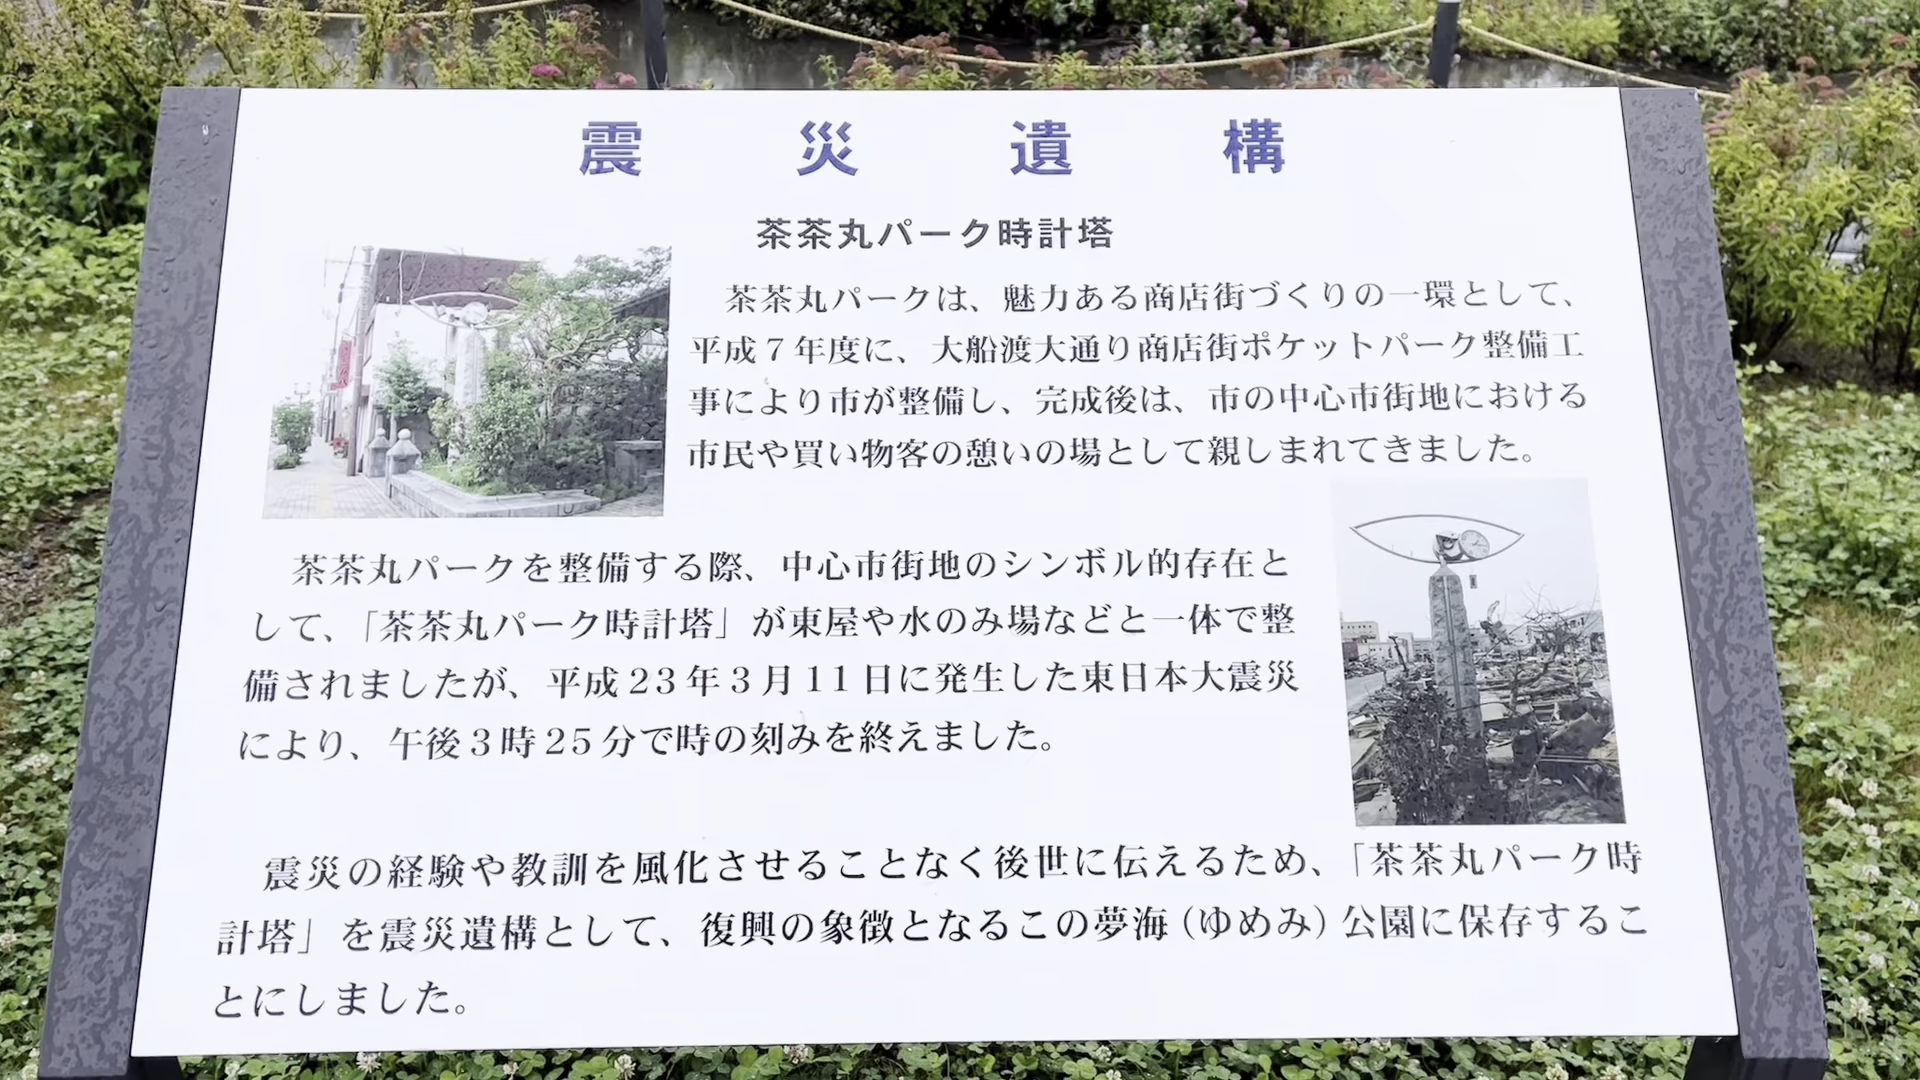 震災遺構
茶茶丸パーク時計塔
茶茶丸パークは、魅力ある商店街づくりの一環として、
平成7年度に、大船渡大通り商店街ポケットパーク整備工
事により市が整備し、完成後は、市の中心市街地における
市民や買い物客の憩いの場として親しまれてきました。
茶茶丸パークを整備する際、中心市街地のシンボル的存在と
して、「茶茶丸パーク時計塔」が東屋や水のみ場などと一体で整
備されましたが、平成23年3月11日に発生した東日本大震災
により、午後3時25分で時の刻みを終えました。
震災の経験や教訓を風化させることなく後世に伝えるため、「茶茶丸パーク時
計塔」を震災遺構として、復興の象徴となるこの夢海(ゆめみ)公園に保存するこ
とにしました。